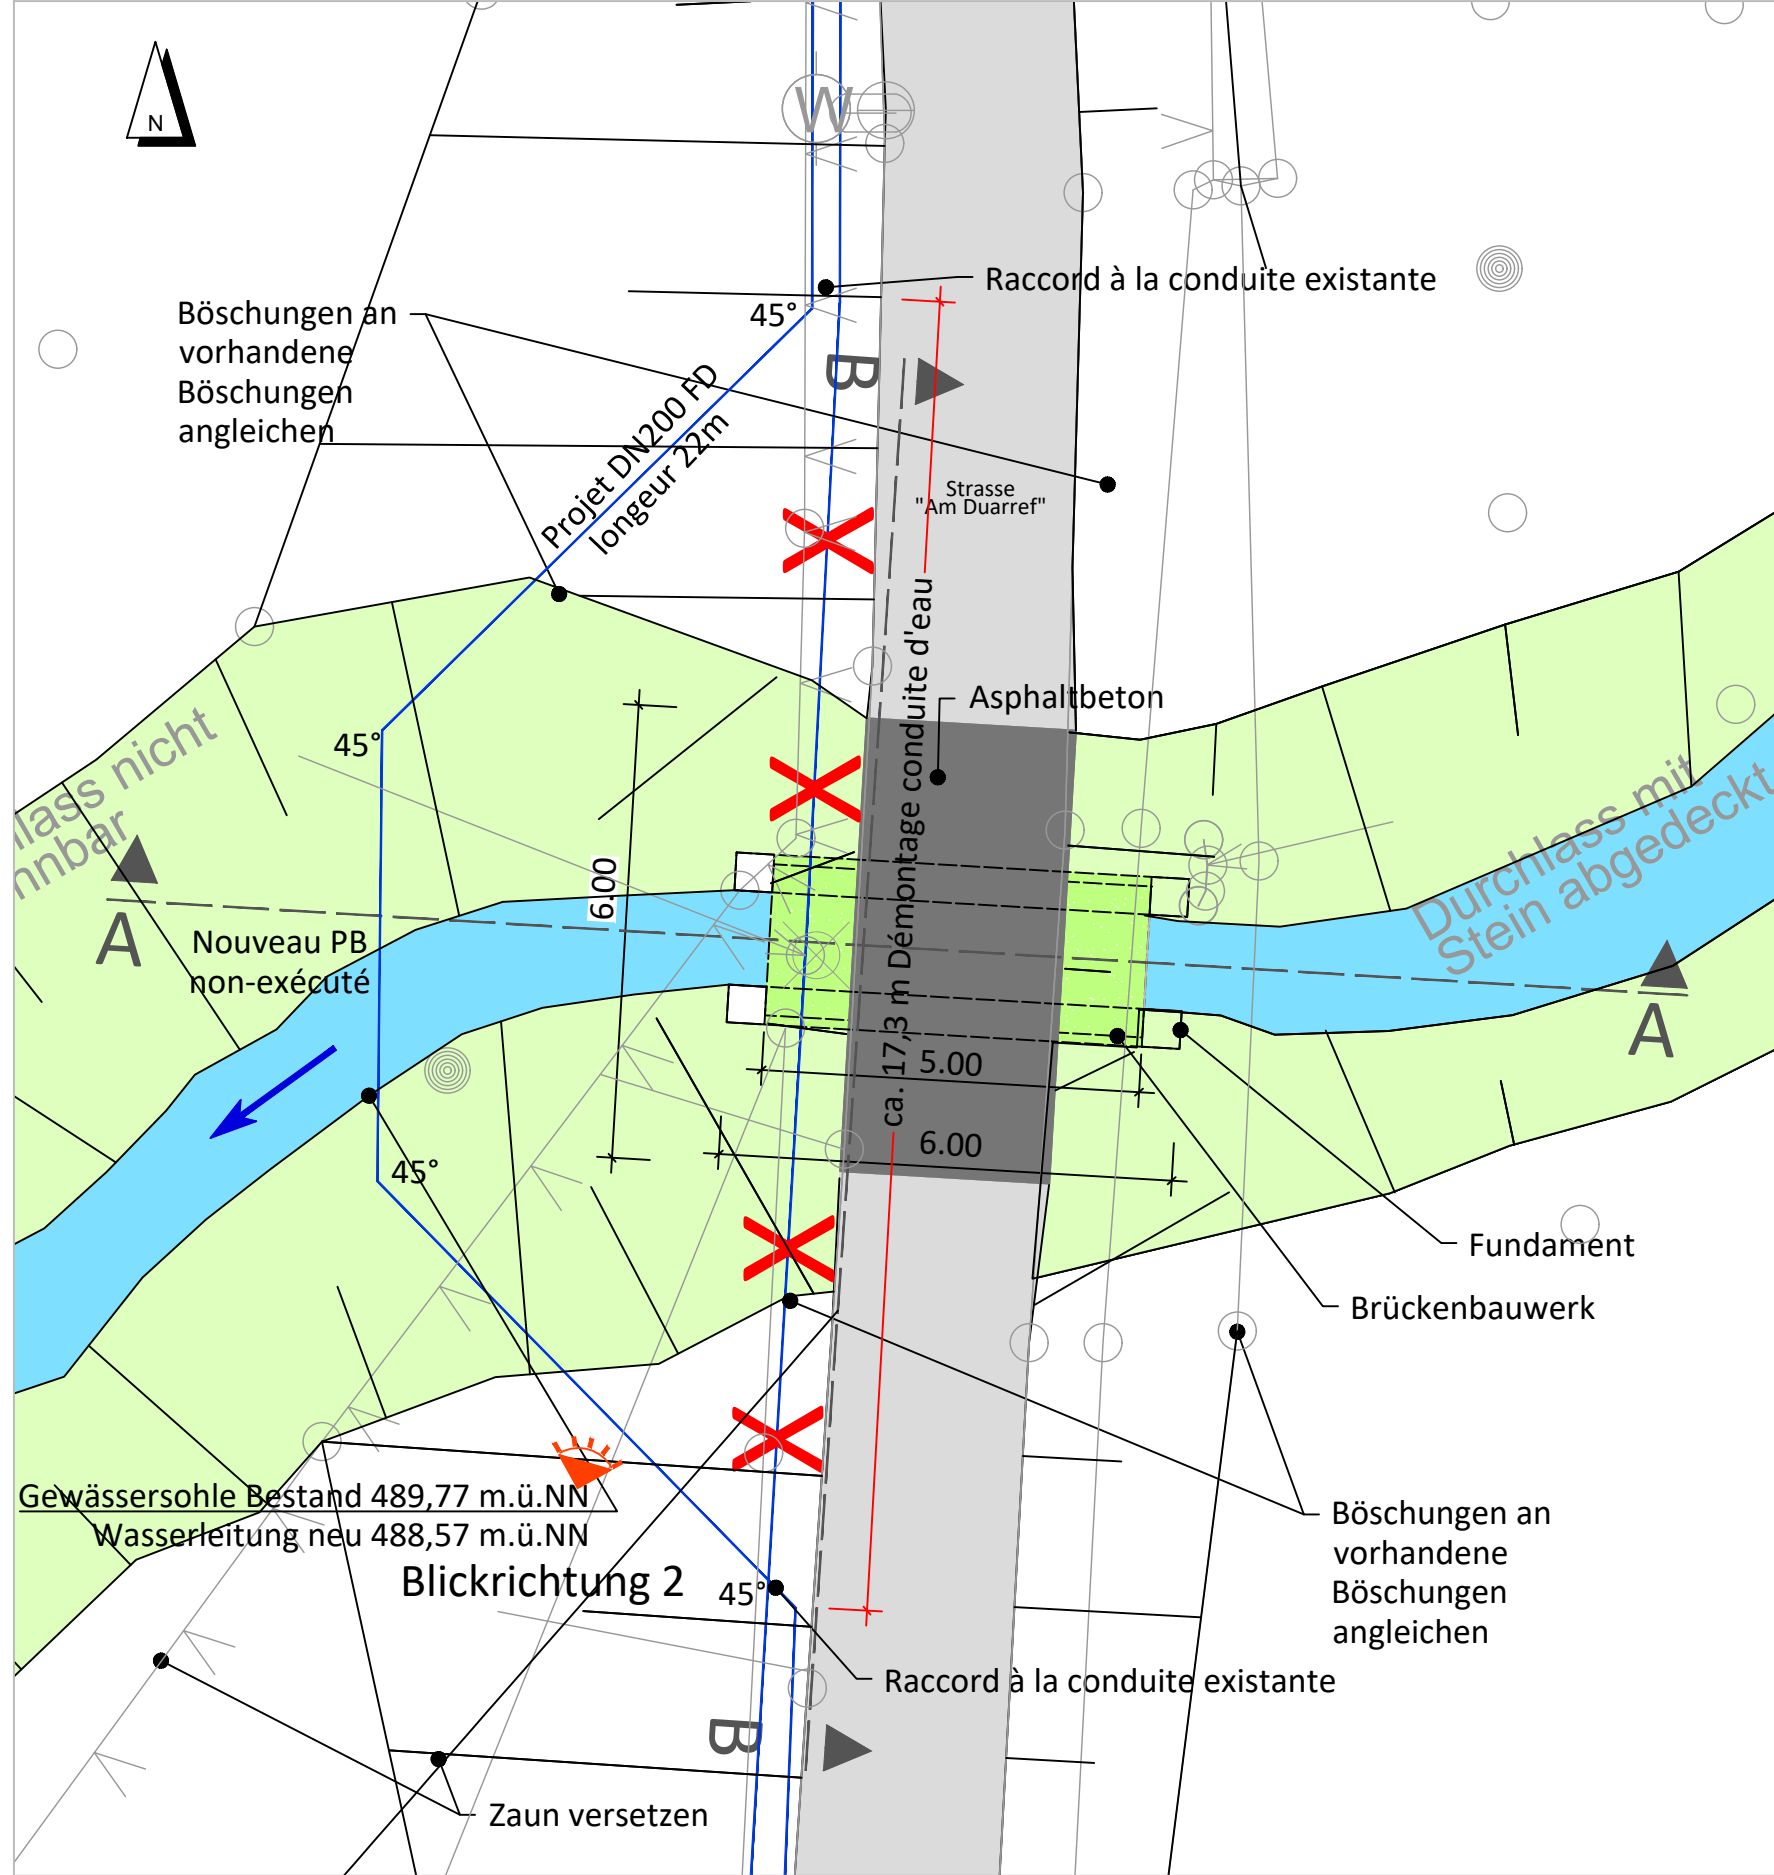 N
W
Raccord à la conduite existante
Böschungen an
vorhandene
Böschungen
angleichen
45°
B
Projet DN200 FD
longeur 22m
Strasse
"Am Duarref"
ca. 17,3 m Démontage conduite d'eau
Asphaltbeton
45°
lass nicht
nnbar
Durchlass mit
Stein abgedeckt
6.00
A
Nouveau PB
non-exécuté
A
5.00
6.00
45°
Fundament
Brückenbauwerk
Gewässersohle Bestand 489,77 m.ü.NN
Wasserleitung neu 488,57 m.ü.NN
Blickrichtung 2
45°
Böschungen an
vorhandene
Böschungen
angleichen
Raccord à la conduite existante
B
Zaun versetzen